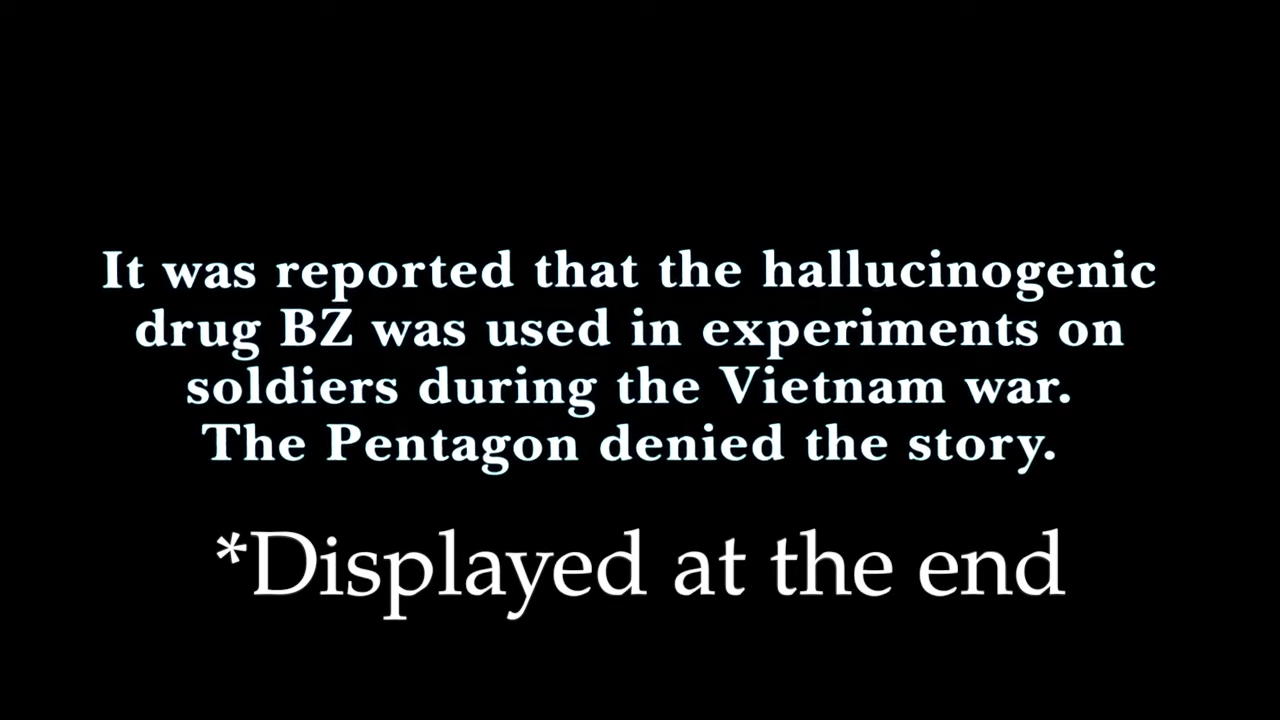 It was reported that the hallucinogenic
drug BZ was used in experiments on
soldiers during the Vietnam war.
The Pentagon denied the story.
*Displayed at the end